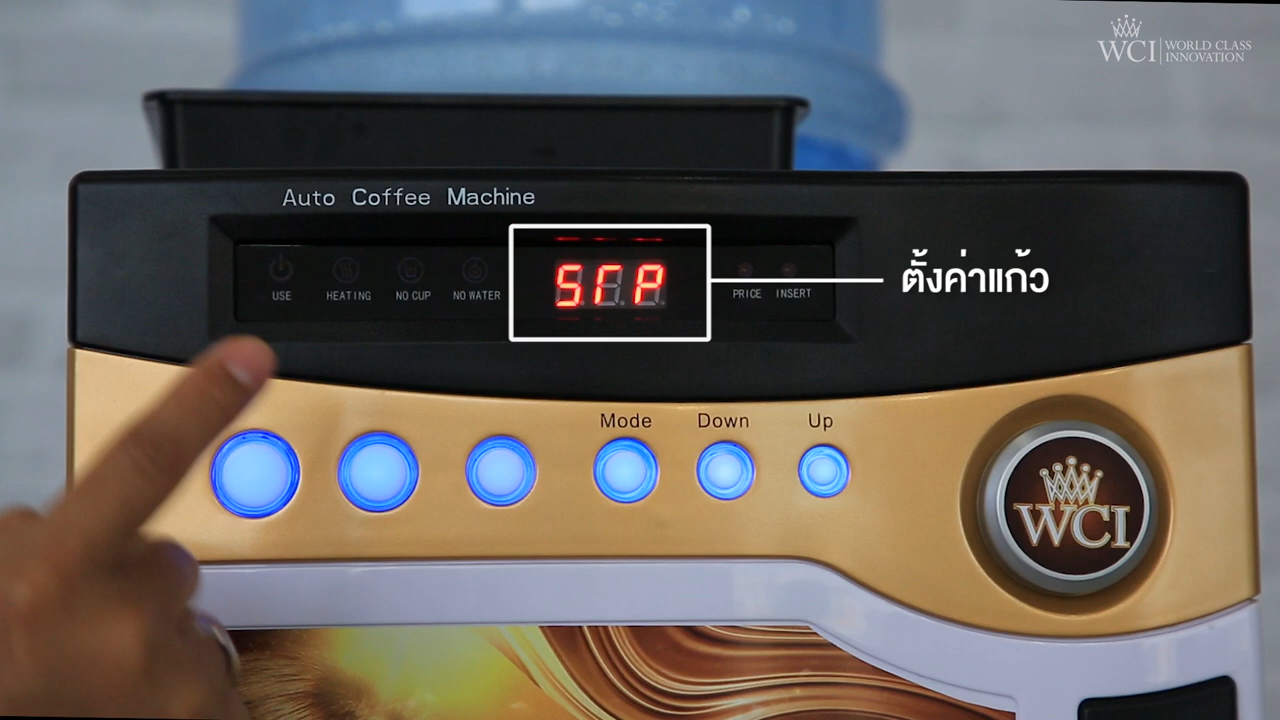 WCI WORLD CLASS
INNOVATION
Auto Coffee Machine
USE HEATING NO CUP NO WATER
STP
PRICE INSERT
ตั้งค่าแก้ว
Mode Down Up
WCI